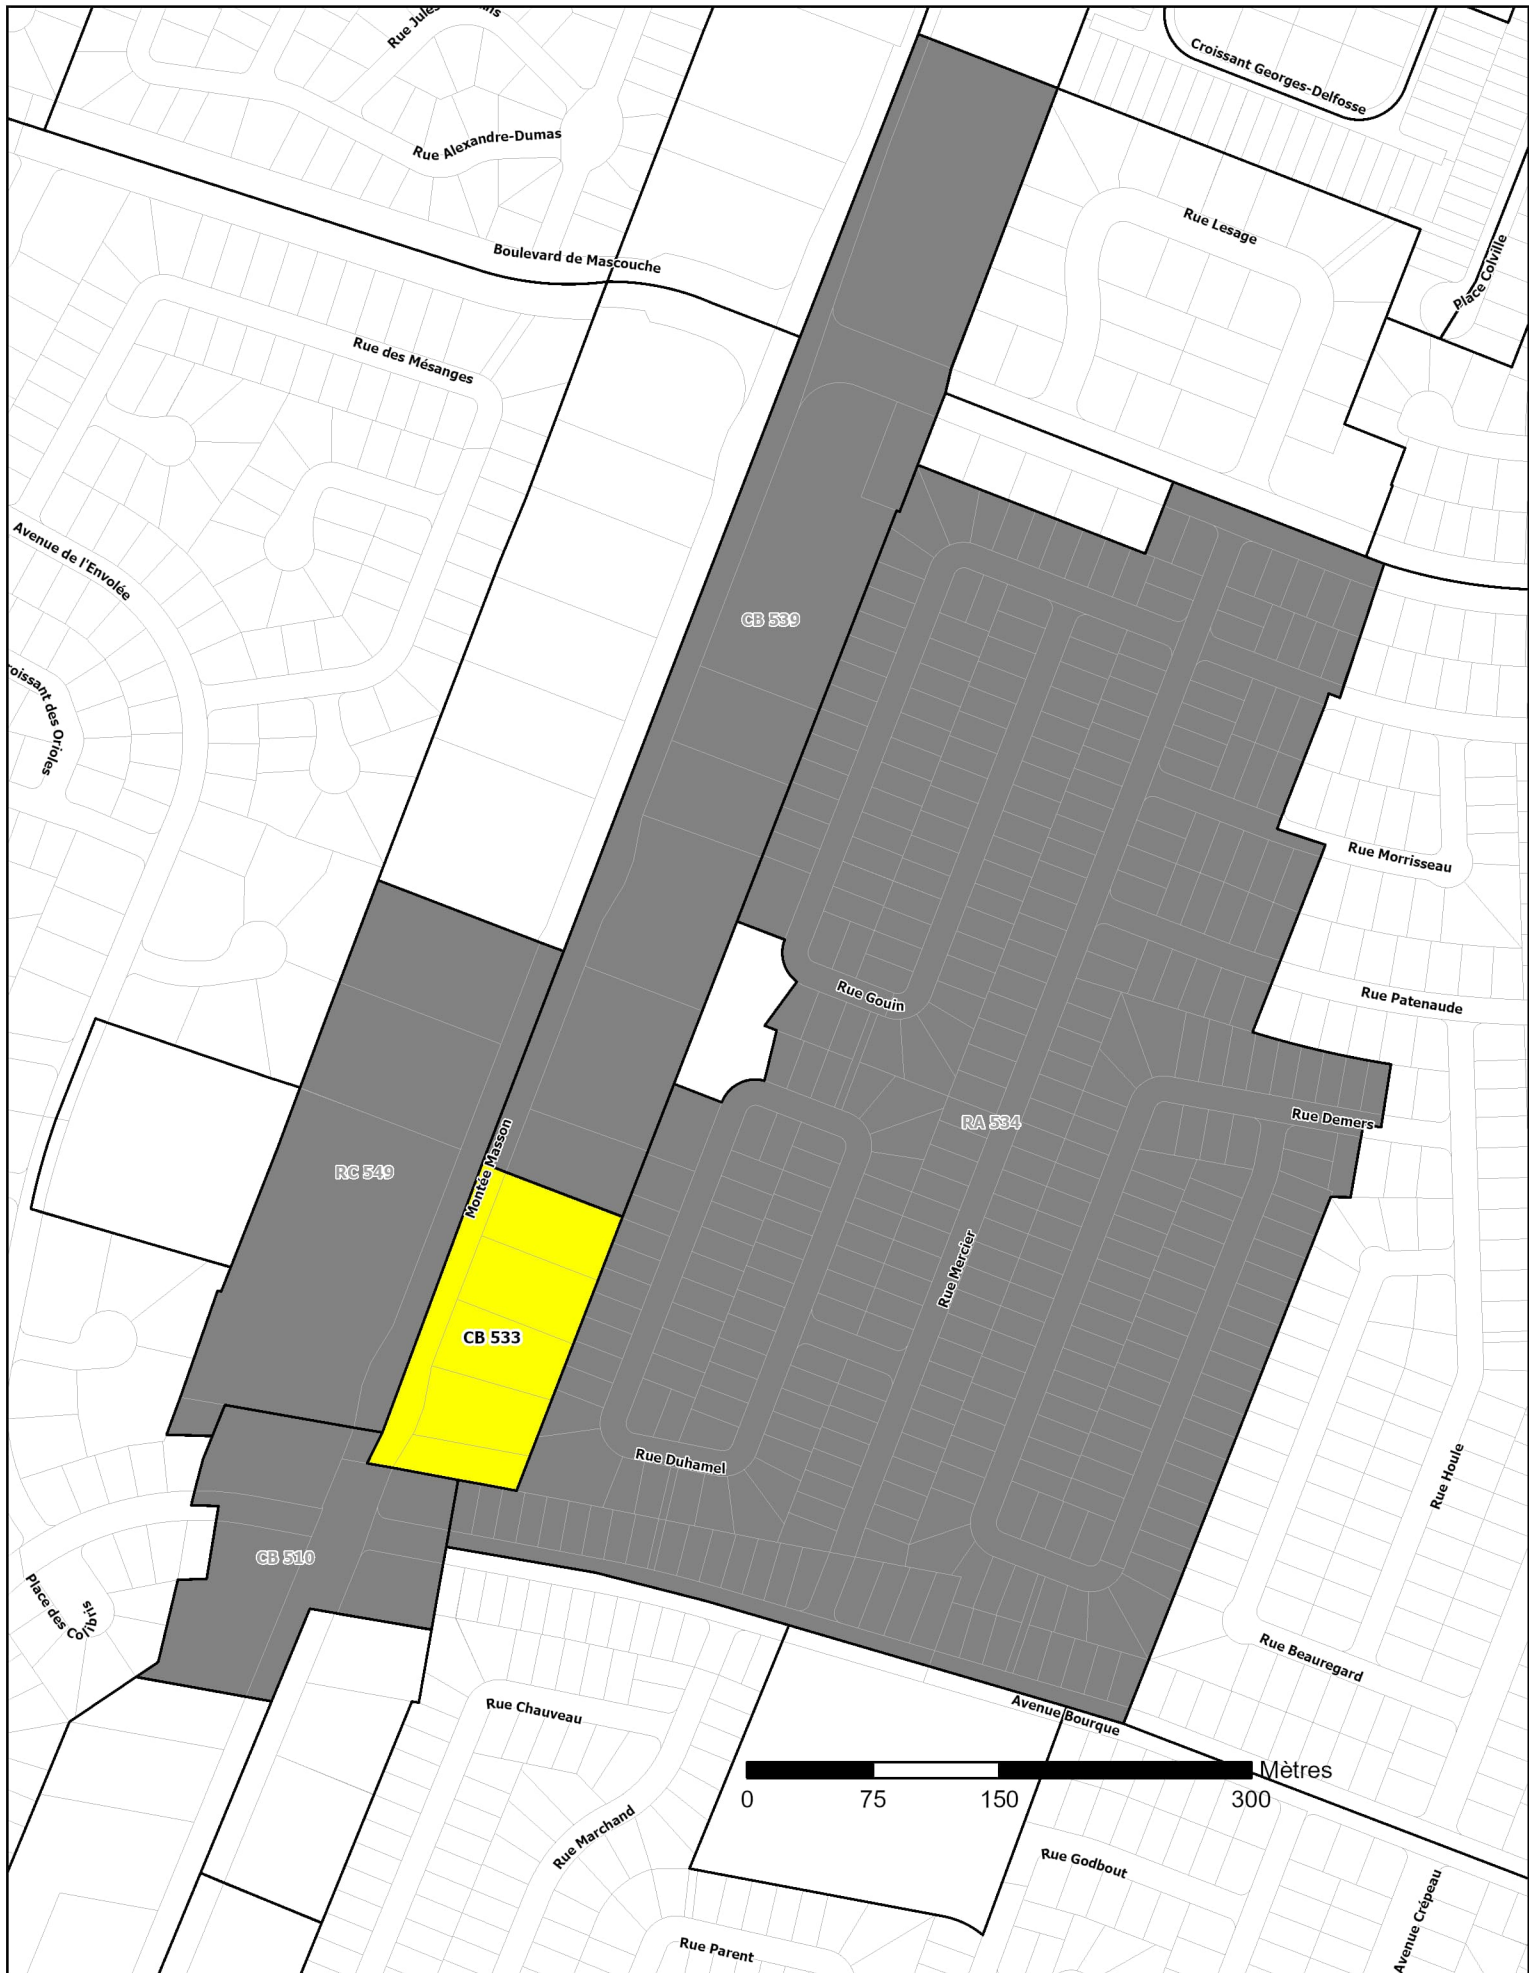 Croissant Georges-Delfosse
Rue Alexandre-Dumas
Rue Lesage
Place Colville
Boulevard de Mascouche
Rue des Mésanges
Avenue de l'Envolée
CB 539
roissant des Orioles
Rue Morrisseau
Rue Gouin
Rue Patenaude
RA 534
Rue Demers
Montée Masson
RC 549
Rue Mercier
CB 533
Rue Duhamel
Rue Houle
CB 510
Place des Colibris
Rue Beauregard
Rue Chauveau
Avenue Bourque
Mètres
0 75 150 300
Rue Marchand
Rue Godbout
Avenue Crépeau
Rue Parent